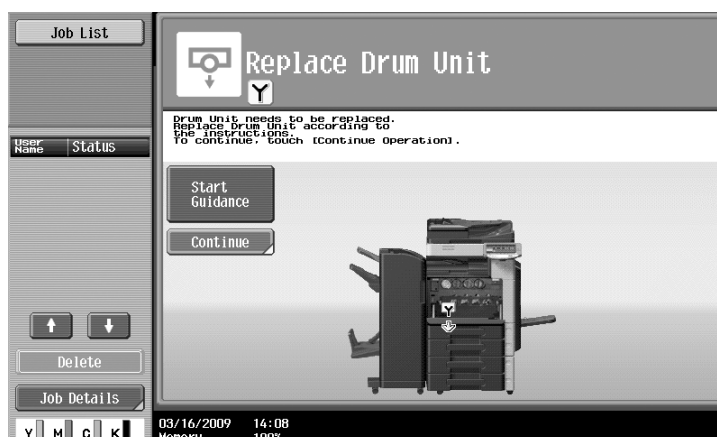 Job List
Replace Drum Unit
Y
Drum Unit needs to be replaced.
Replace Drum Unit according to
the instructions.
To continue, touch [Continue Operation].
User Name
Status
Start
Guidance
Continue
Y
Delete
Job Details
Y M C K
03/16/2009 14:08
Memory 100%